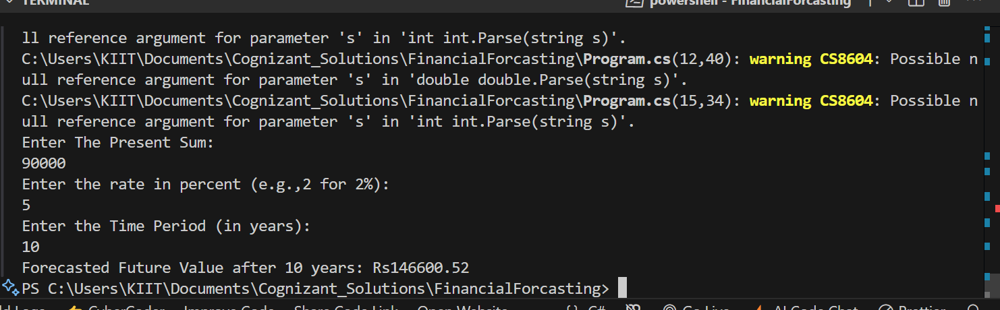 TERMINAL
powershell - FinancialForcasting
ll reference argument for parameter 's' in 'int int.Parse(string s)'.
C:\Users\KIIT\Documents\Cognizant_Solutions\FinancialForcasting\Program.cs(12,40): warning CS8604: Possible n
ull reference argument for parameter 's' in 'double double.Parse(string s)'.
C:\Users\KIIT\Documents\Cognizant_Solutions\FinancialForcasting\Program.cs(15,34): warning CS8604: Possible n
ull reference argument for parameter 's' in 'int int.Parse(string s)'.
Enter The Present Sum:
90000
Enter the rate in percent (e.g.,2 for 2%):
5
Enter the Time Period (in years):
10
Forecasted Future Value after 10 years: Rs146600.52
PS C:\Users\KIIT\Documents\Cognizant_Solutions\FinancialForcasting>
CyberCoder Improve Code Share Code Link Open Website {} C# Go Live AI Code Chat Prettier